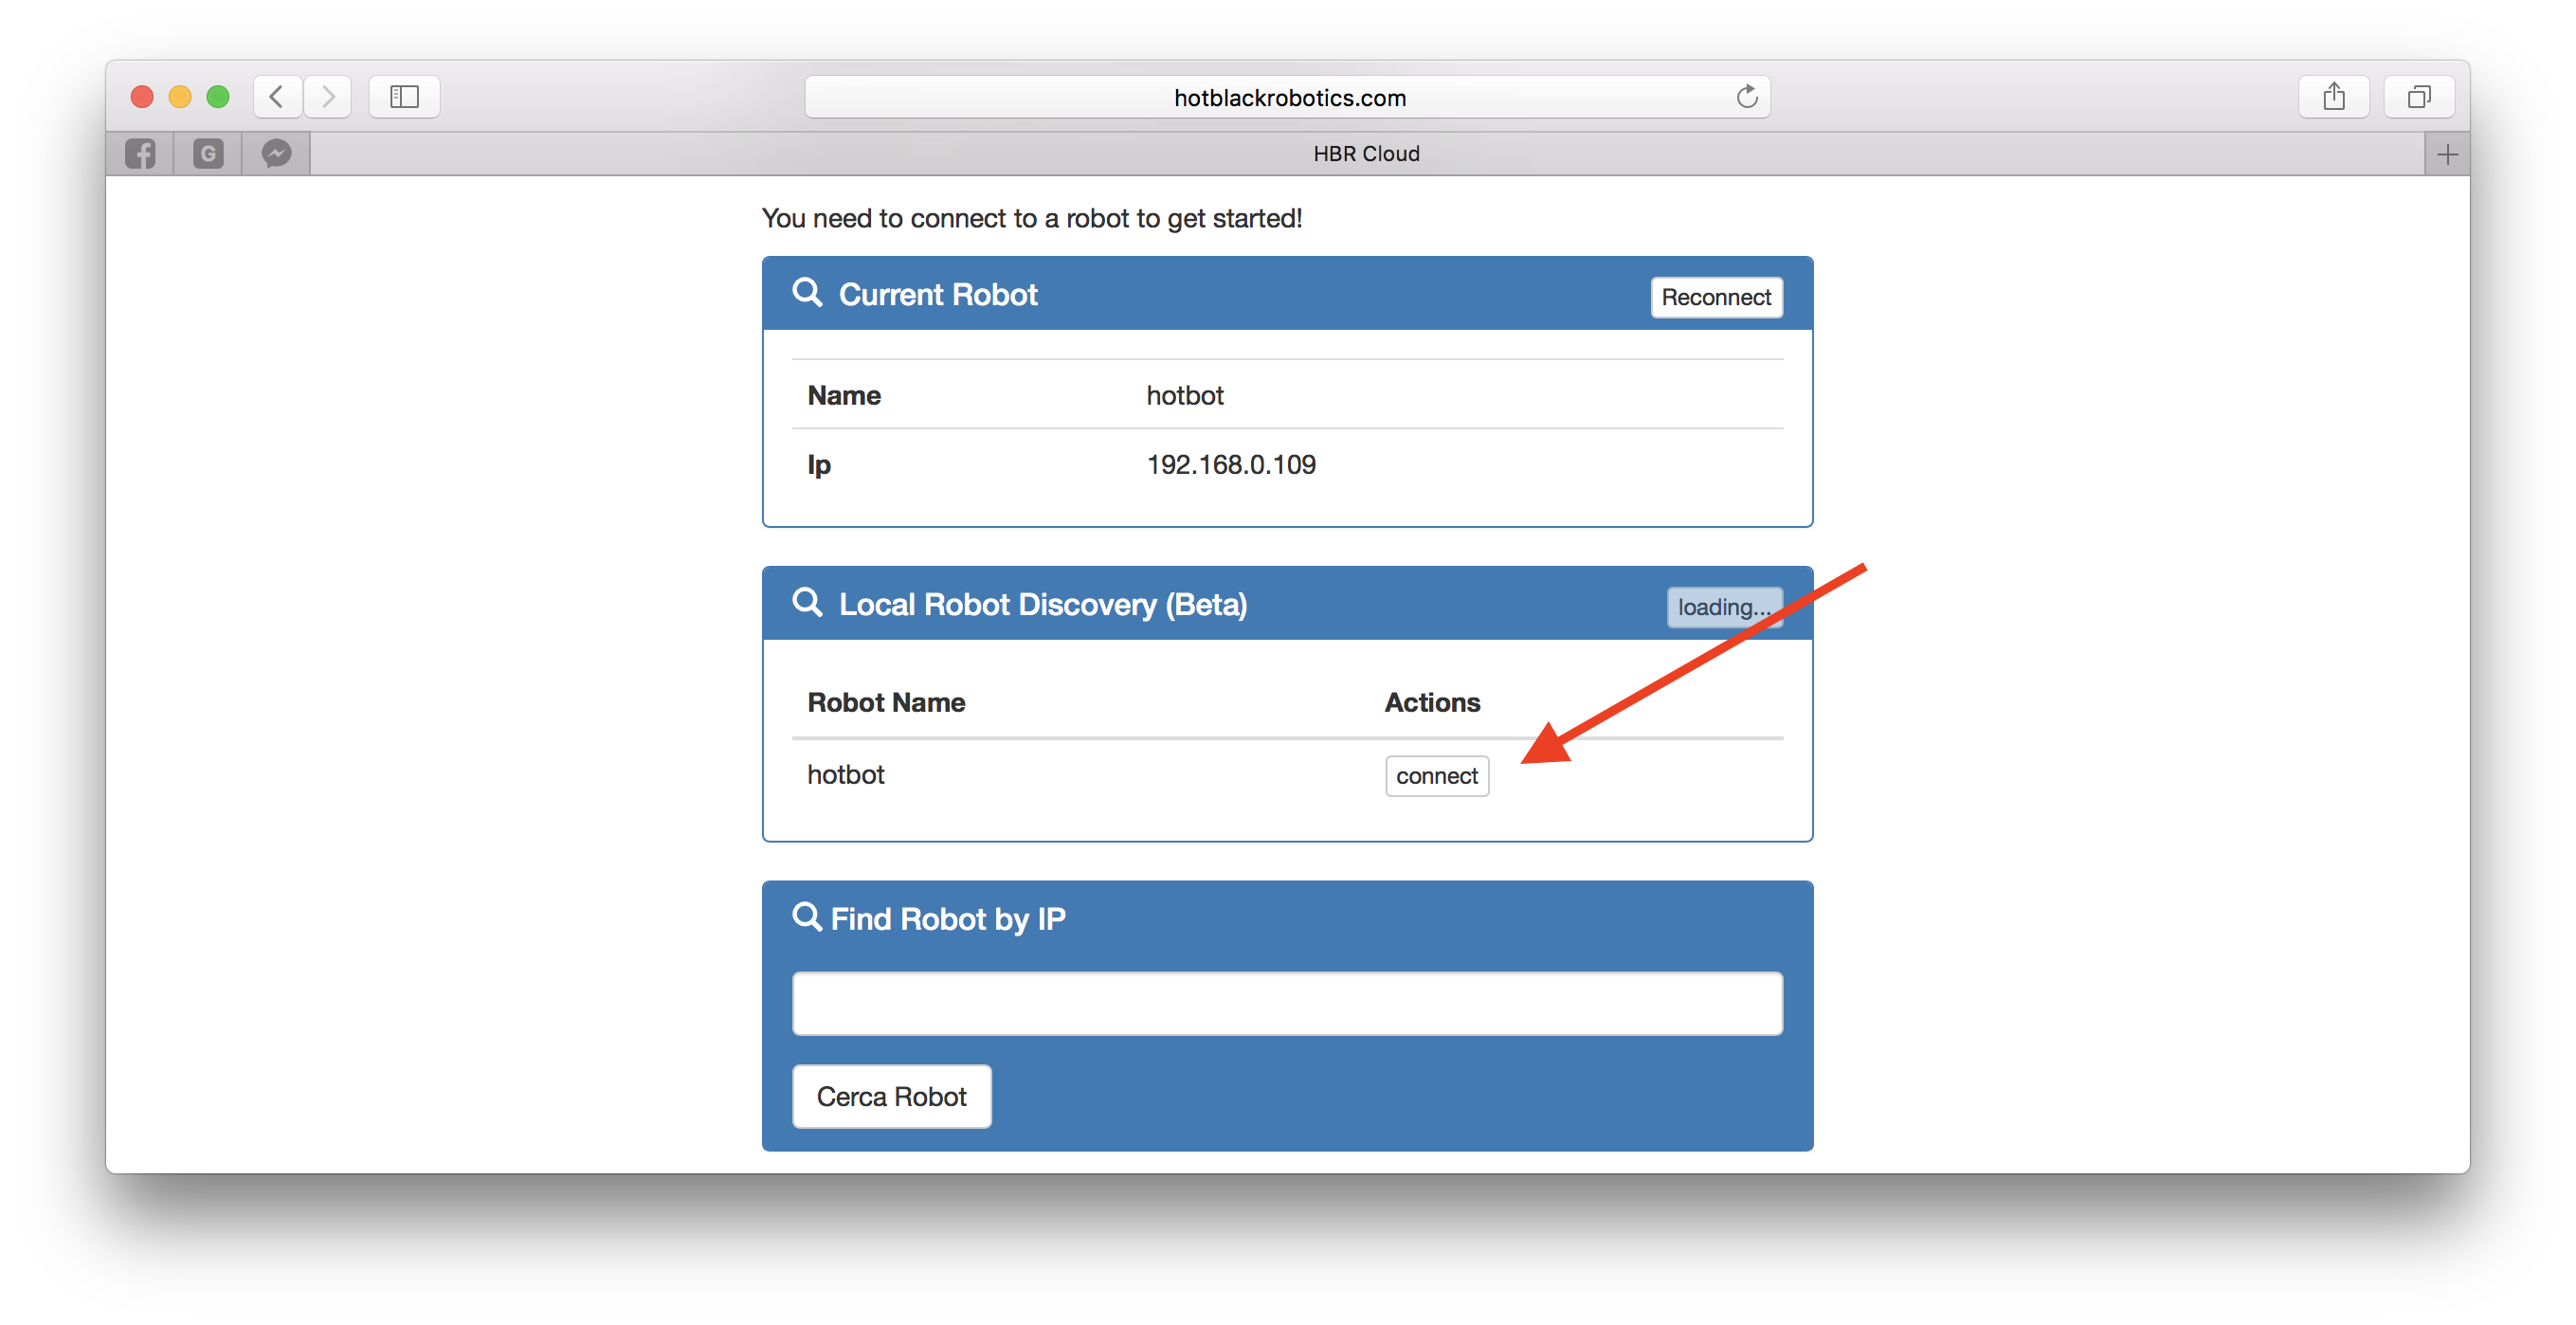 hotblackrobotics.com
G
HBR Cloud
You need to connect to a robot to get started!
Current Robot
Reconnect
Name hotbot
Ip 192.168.0.109
Local Robot Discovery (Beta)
loading...
Robot Name Actions
hotbot connect
Find Robot by IP
Cerca Robot